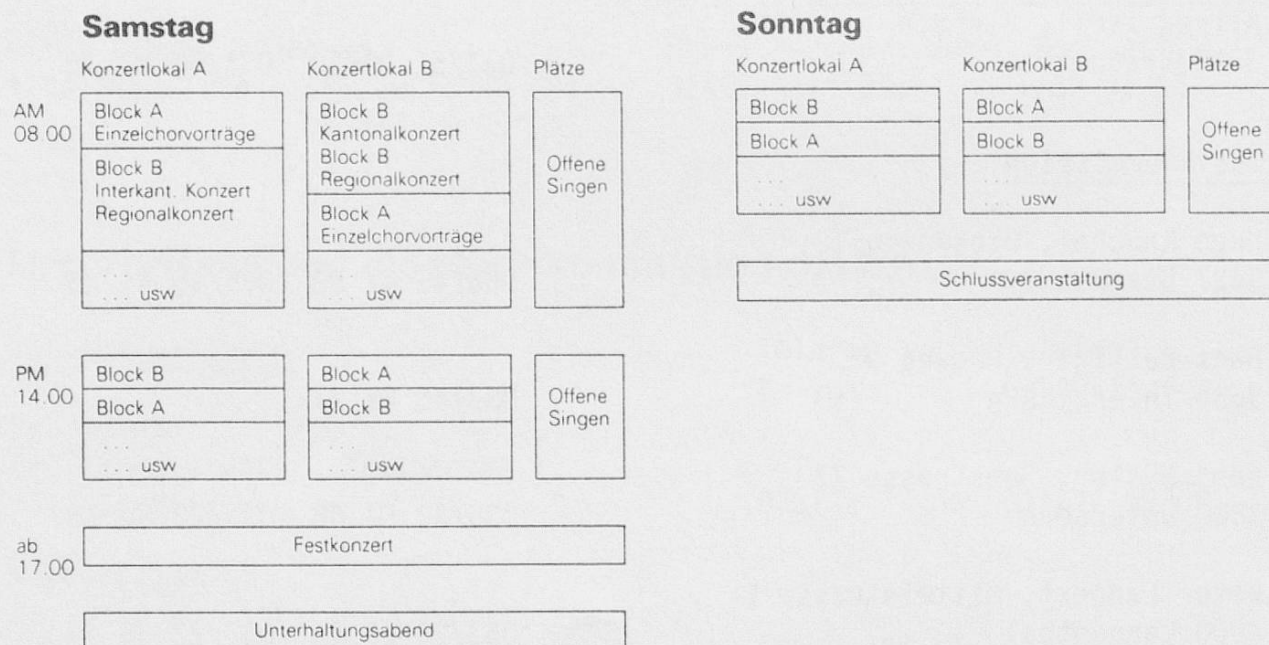 Samstag
Konzertlokal A
Konzertlokal B
Plätze
AM
08.00
Block A
Einzelchorvorträge
Block B
Interkant. Konzert
Regionalkonzert
...
... usw
Block B
Kantonalkonzert
Block B
Regionalkonzert
Block A
Einzelchorvorträge
...
... usw
Offene
Singen
PM
14.00
Block B
Block A
...
... usw
Block A
Block B
...
... usw
Offene
Singen
ab
17.00
Festkonzert
Unterhaltungsabend
Sonntag
Konzertlokal A
Konzertlokal B
Plätze
Block B
Block A
...
... usw
Block A
Block B
...
... usw
Offene
Singen
Schlussveranstaltung